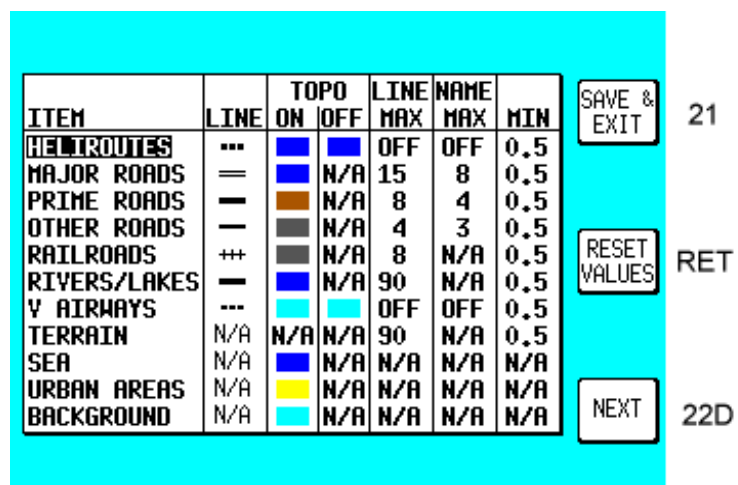 TOPO LINE NAME
ITEM LINE ON OFF MAX MAX MIN
HELIROUTES ••• OFF OFF 0.5
MAJOR ROADS = N/A 15 8 0.5
PRIME ROADS — N/A 8 4 0.5
OTHER ROADS — N/A 4 3 0.5
RAILROADS +++ N/A 8 N/A 0.5
RIVERS/LAKES — N/A 90 N/A 0.5
V AIRWAYS ••• OFF OFF 0.5
TERRAIN N/A N/A N/A 90 N/A 0.5
SEA N/A N/A N/A N/A N/A
URBAN AREAS N/A N/A N/A N/A N/A
BACKGROUND N/A N/A N/A N/A N/A
SAVE &
EXIT
21
RESET
VALUES
RET
NEXT
22D